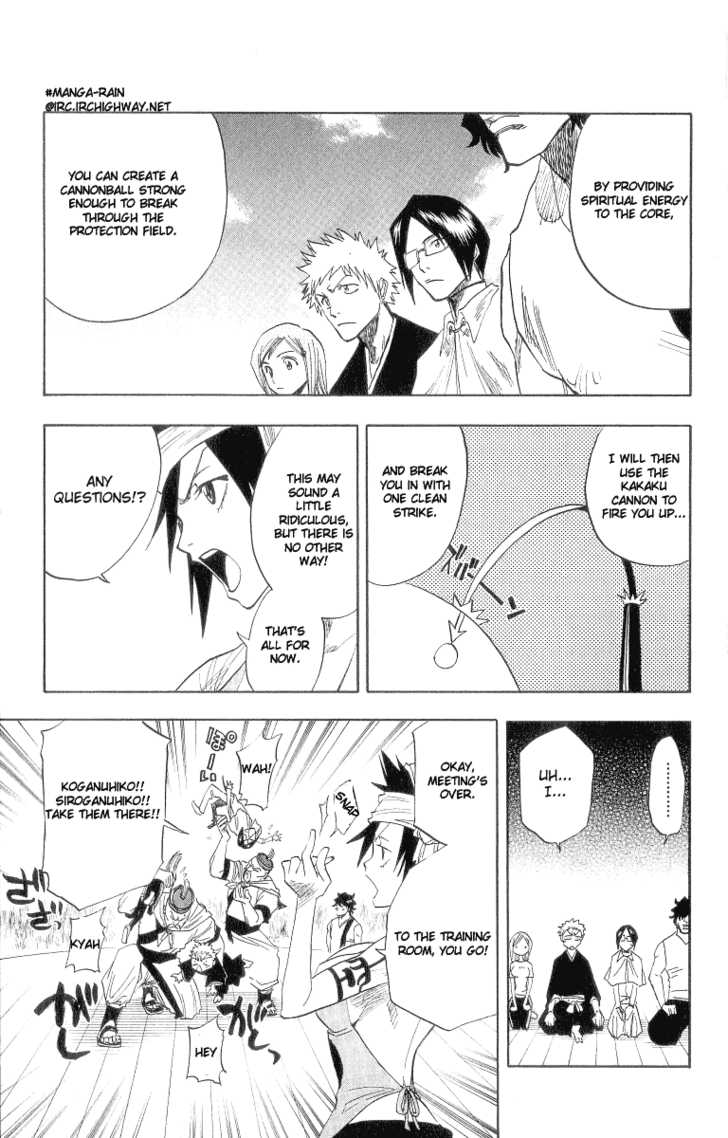 #MANGA-RAIN
@IRC.IRCHIGHWAY.NET
BY PROVIDING
SPIRITUAL ENERGY
TO THE CORE,
YOU CAN CREATE A
CANNONBALL STRONG
ENOUGH TO BREAK
THROUGH THE
PROTECTION FIELD.
I WILL THEN
USE THE
KAKAKU
CANNON TO
FIRE YOU UP...
AND BREAK
YOU IN WITH
ONE CLEAN
STRIKE.
THIS MAY
SOUND A
LITTLE
RIDICULOUS,
BUT THERE IS
NO OTHER
WAY!
THAT'S
ALL FOR
NOW.
ANY
QUESTIONS!?
.........
UH...
I...
OKAY,
MEETING'S
OVER.
SNAP
TO THE TRAINING
ROOM, YOU GO!
WAH!
KOGANUHIKO!!
SIROGANUHIKO!!
TAKE THEM THERE!!
KYAH
HEY